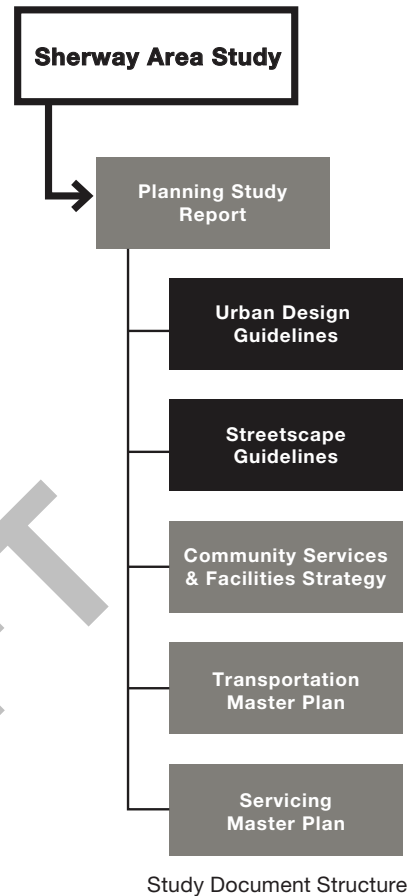 Sherway Area Study
Planning Study
Report
Urban Design
Guidelines
Streetscape
Guidelines
Community Services
& Facilities Strategy
Transportation
Master Plan
Servicing
Master Plan
Study Document Structure